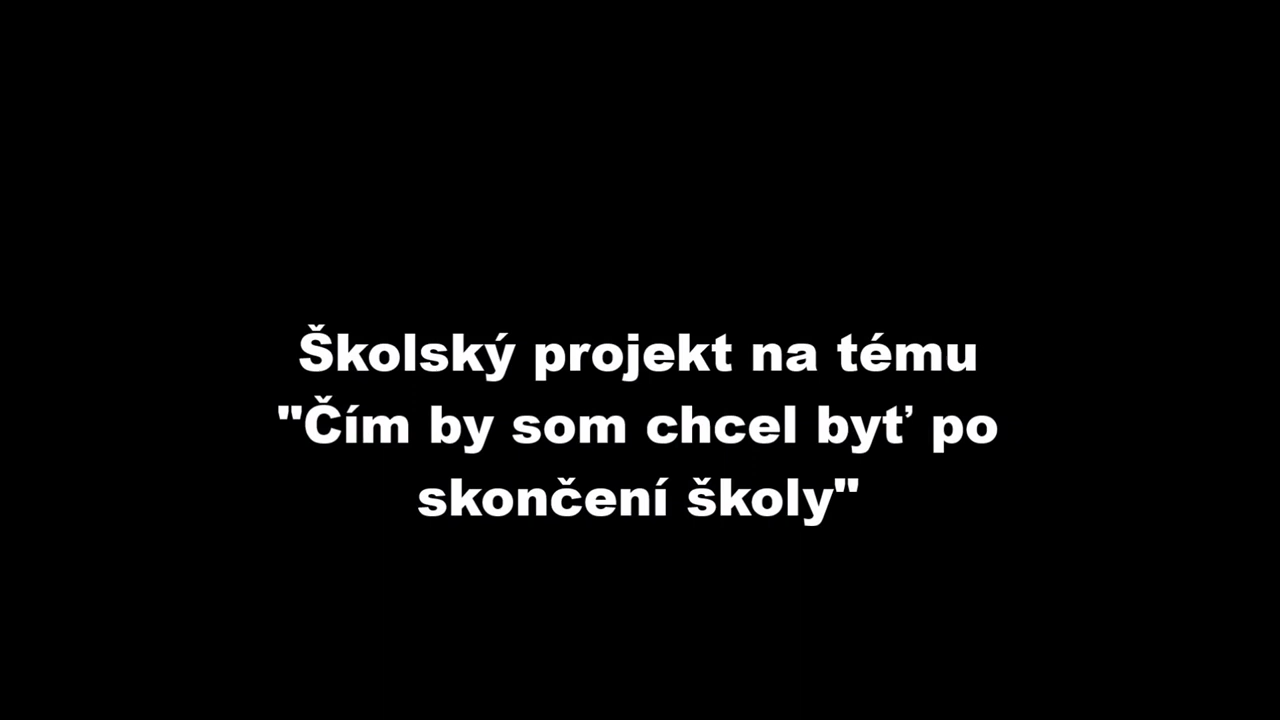 Školský projekt na tému
"Čím by som chcel byť po
skončení školy"